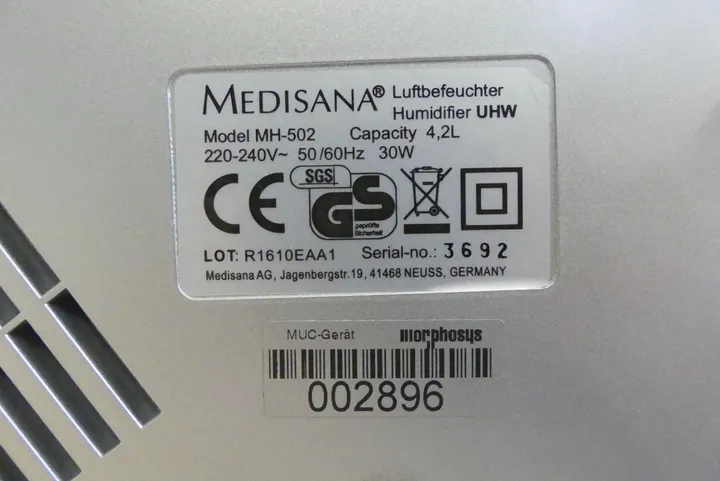 MEDISANA® Luftbefeuchter
Humidifier UHW
Model MH-502 Capacity 4,2L
220-240V~ 50/60Hz 30W
CE SGS GS
geprüfte
Sicherheit
LOT: R1610EAA1 Serial-no.: 3692
Medisana AG, Jagenbergstr.19, 41468 NEUSS, GERMANY
MUC-Gerät morphosys
002896